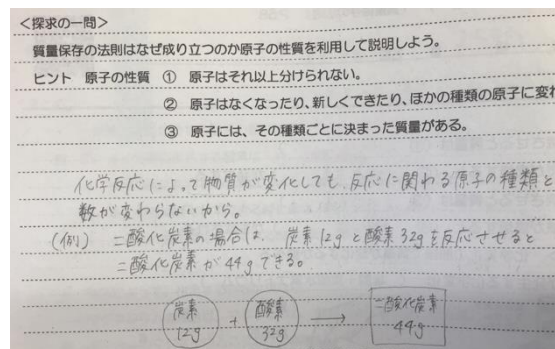 <探求の一問>
質量保存の法則はなぜ成り立つのか原子の性質を利用して説明しよう。
ヒント 原子の性質 ① 原子はそれ以上分けられない。
② 原子はなくなったり、新しくできたり、ほかの種類の原子に変わ
③ 原子には、その種類ごとに決まった質量がある。
化学反応によって物質が変化しても、反応に関わる原子の種類と
数が変わらないから。
(例) 二酸化炭素の場合は、炭素12gと酸素32gを反応させると
二酸化炭素が44gできる。
炭素 酸素 二酸化炭素
12g + 32g → 44g